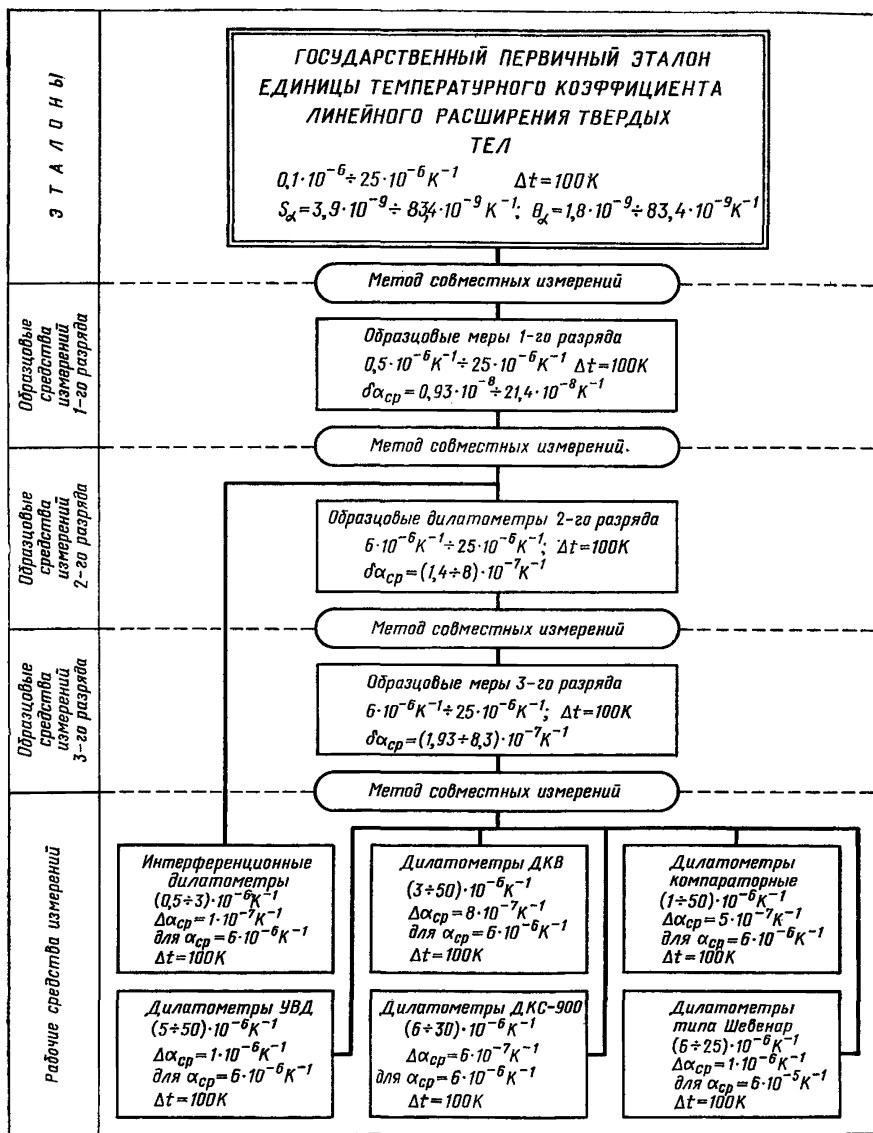 ЭТАЛОНЫ
ГОСУДАРСТВЕННЫЙ ПЕРВИЧНЫЙ ЭТАЛОН
ЕДИНИЦЫ ТЕМПЕРАТУРНОГО КОЭФФИЦИЕНТА
ЛИНЕЙНОГО РАСШИРЕНИЯ ТВЕРДЫХ
ТЕЛ
0,1·10⁻⁶÷25·10⁻⁶K⁻¹ Δt=100K
S_α=3,9·10⁻⁹÷83,4·10⁻⁹K⁻¹; θ_α=1,8·10⁻⁹÷83,4·10⁻⁹K⁻¹
Метод совместных измерений
Образцовые
средства
измерений
1-го разряда
Образцовые меры 1-го разряда
0,5·10⁻⁶K⁻¹÷25·10⁻⁶K⁻¹ Δt=100K
δα_ср=0,93·10⁻⁸÷21,4·10⁻⁸K⁻¹
Метод совместных измерений.
Образцовые
средства
измерений
2-го разряда
Образцовые дилатометры 2-го разряда
6·10⁻⁶K⁻¹÷25·10⁻⁶K⁻¹; Δt=100K
δα_ср=(1,4÷8)·10⁻⁷K⁻¹
Метод совместных измерений
Образцовые
средства
измерений
3-го разряда
Образцовые меры 3-го разряда
6·10⁻⁶K⁻¹÷25·10⁻⁶K⁻¹; Δt=100K
δα_ср=(1,93÷8,3)·10⁻⁷K⁻¹
Метод совместных измерений
Рабочие средства измерений
Интерференционные
дилатометры
(0,5÷3)·10⁻⁶K⁻¹
Δα_ср=1·10⁻⁷K⁻¹
для α_ср=6·10⁻⁶K⁻¹
Δt=100K
Дилатометры ДКВ
(3÷50)·10⁻⁶K⁻¹
Δα_ср=8·10⁻⁷K⁻¹
для α_ср=6·10⁻⁶K⁻¹
Δt=100K
Дилатометры
компараторные
(1÷50)·10⁻⁶K⁻¹
Δα_ср=5·10⁻⁷K⁻¹
для α_ср=6·10⁻⁶K⁻¹
Δt=100K
Дилатометры УВД
(5÷50)·10⁻⁶K⁻¹
Δα_ср=1·10⁻⁶K⁻¹
для α_ср=6·10⁻⁶K⁻¹
Δt=100K
Дилатометры ДКС-900
(6÷30)·10⁻⁶K⁻¹
Δα_ср=6·10⁻⁷K⁻¹
для α_ср=6·10⁻⁶K⁻¹
Δt=100K
Дилатометры
типа Шевенар
(6÷25)·10⁻⁶K⁻¹
Δα_ср=1·10⁻⁶K⁻¹
для α_ср=6·10⁻⁵K⁻¹
Δt=100K